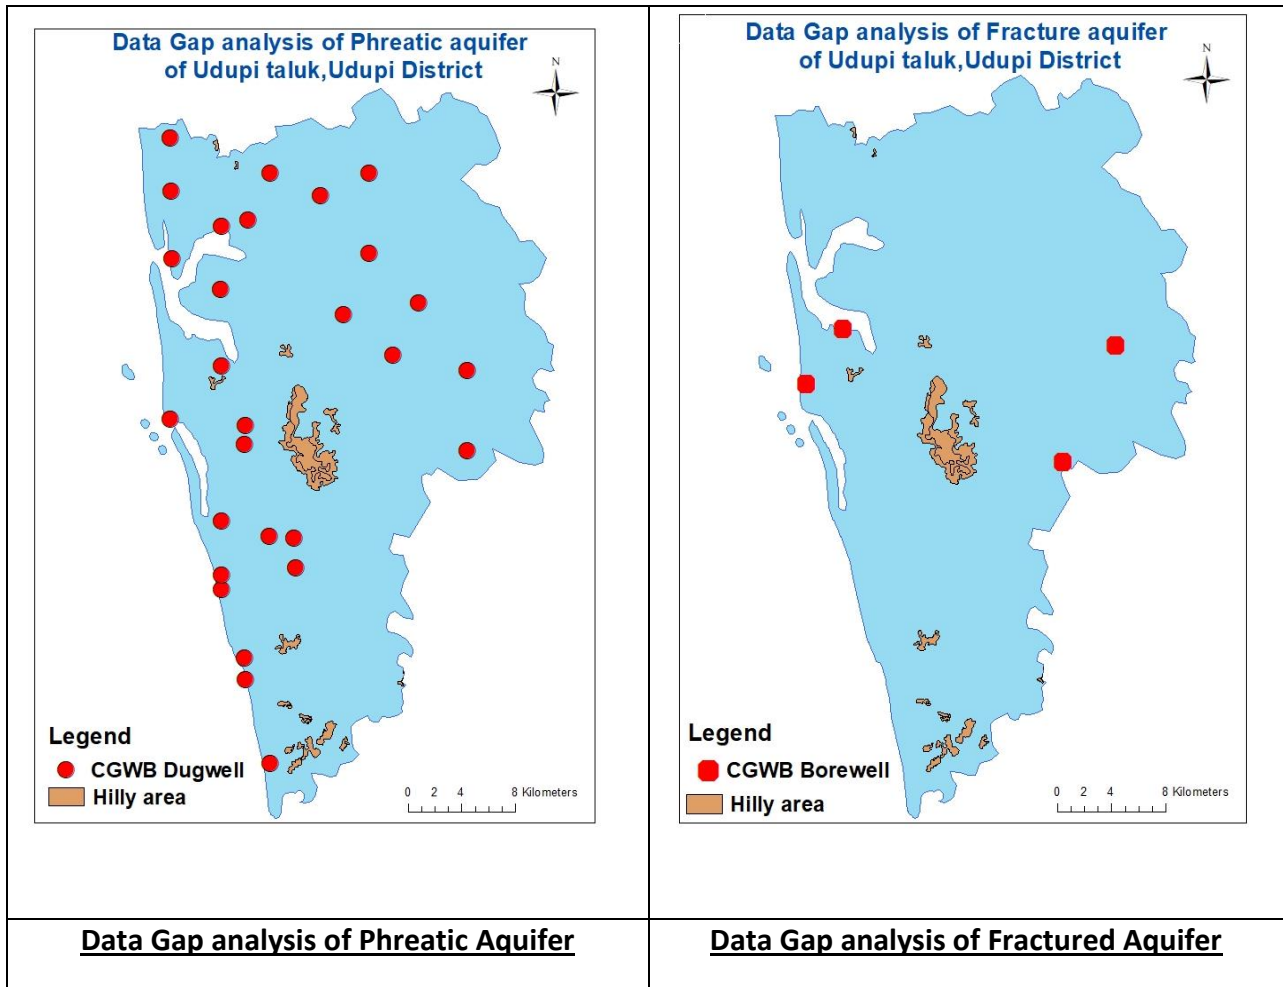 Data Gap analysis of Phreatic aquifer
of Udupi taluk,Udupi District
N
Legend
CGWB Dugwell
Hilly area
0 2 4 8 Kilometers
Data Gap analysis of Fracture aquifer
of Udupi taluk,Udupi District
N
Legend
CGWB Borewell
Hilly area
0 2 4 8 Kilometers
Data Gap analysis of Phreatic Aquifer
Data Gap analysis of Fractured Aquifer